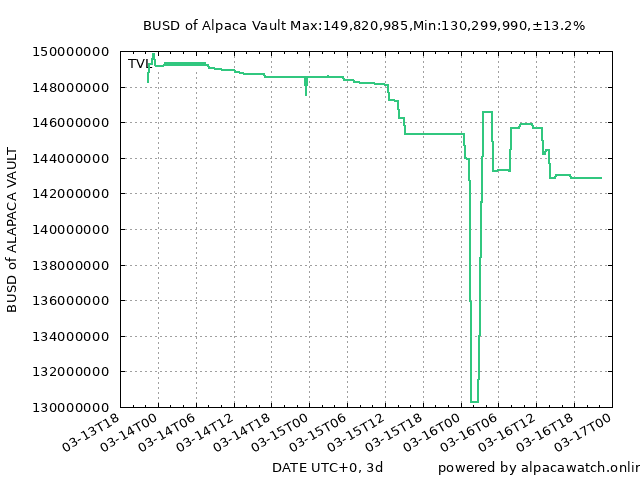 BUSD of Alpaca Vault Max:149,820,985,Min:130,299,990,±13.2%
150000000
148000000
146000000
144000000
142000000
140000000
138000000
136000000
134000000
132000000
130000000
BUSD of ALAPACA VAULT
TVL
03-13T18
03-14T00
03-14T06
03-14T12
03-14T18
03-15T00
03-15T06
03-15T12
03-15T18
03-16T00
03-16T06
03-16T12
03-16T18
03-17T00
DATE UTC+0, 3d
powered by alpacawatch.onlin